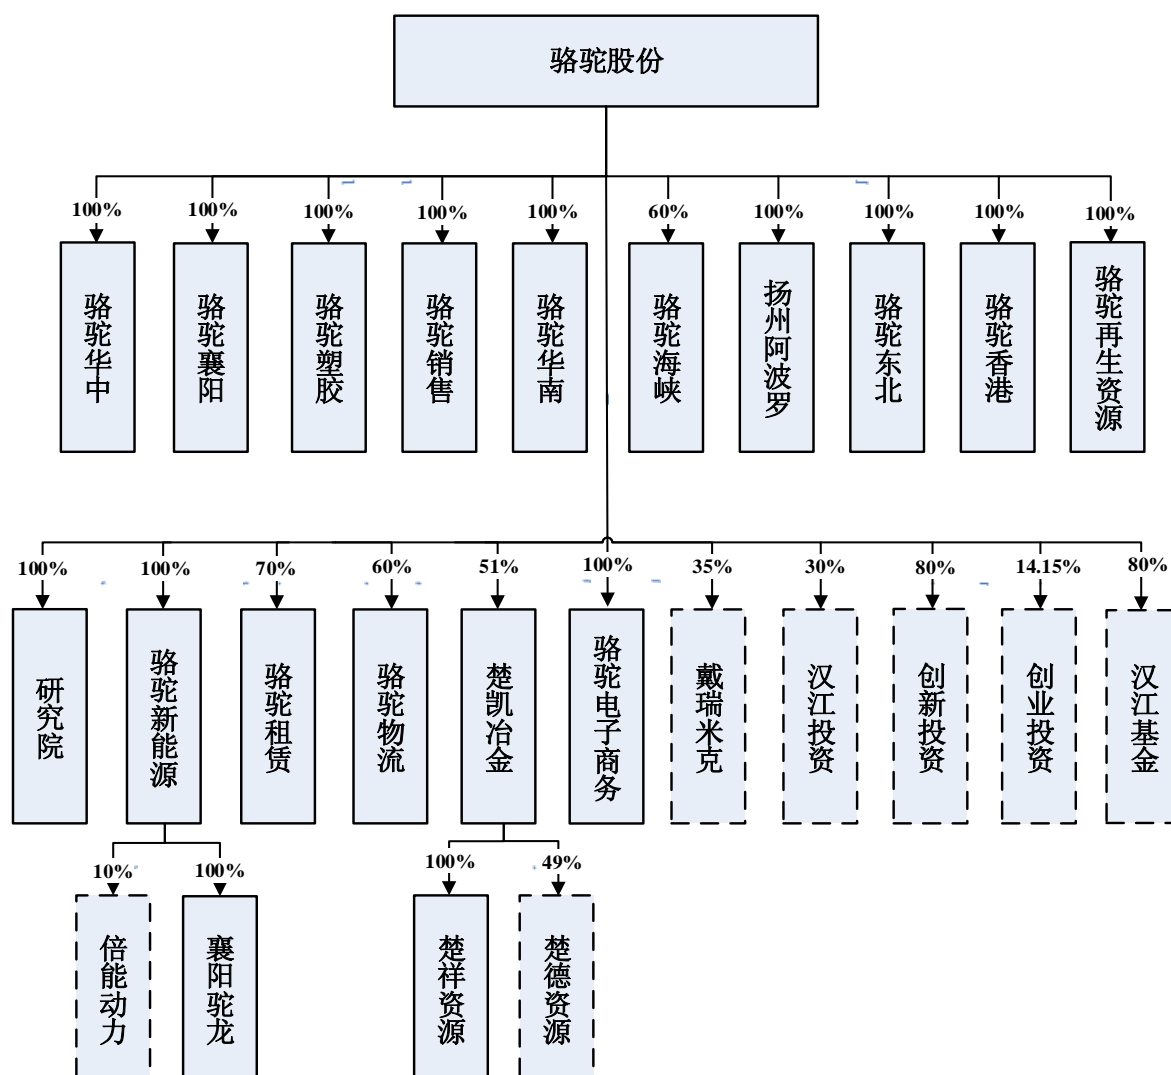 骆驼股份
100%
100%
100%
100%
100%
60%
100%
100%
100%
100%
骆驼华中
骆驼襄阳
骆驼塑胶
骆驼销售
骆驼华南
骆驼海峡
扬州阿波罗
骆驼东北
骆驼香港
骆驼再生资源
100%
100%
70%
60%
51%
100%
35%
30%
80%
14.15%
80%
研究院
骆驼新能源
骆驼租赁
骆驼物流
楚凯冶金
骆驼电子商务
戴瑞米克
汉江投资
创新投资
创业投资
汉江基金
10%
100%
100%
49%
倍能动力
襄阳驼龙
楚祥资源
楚德资源